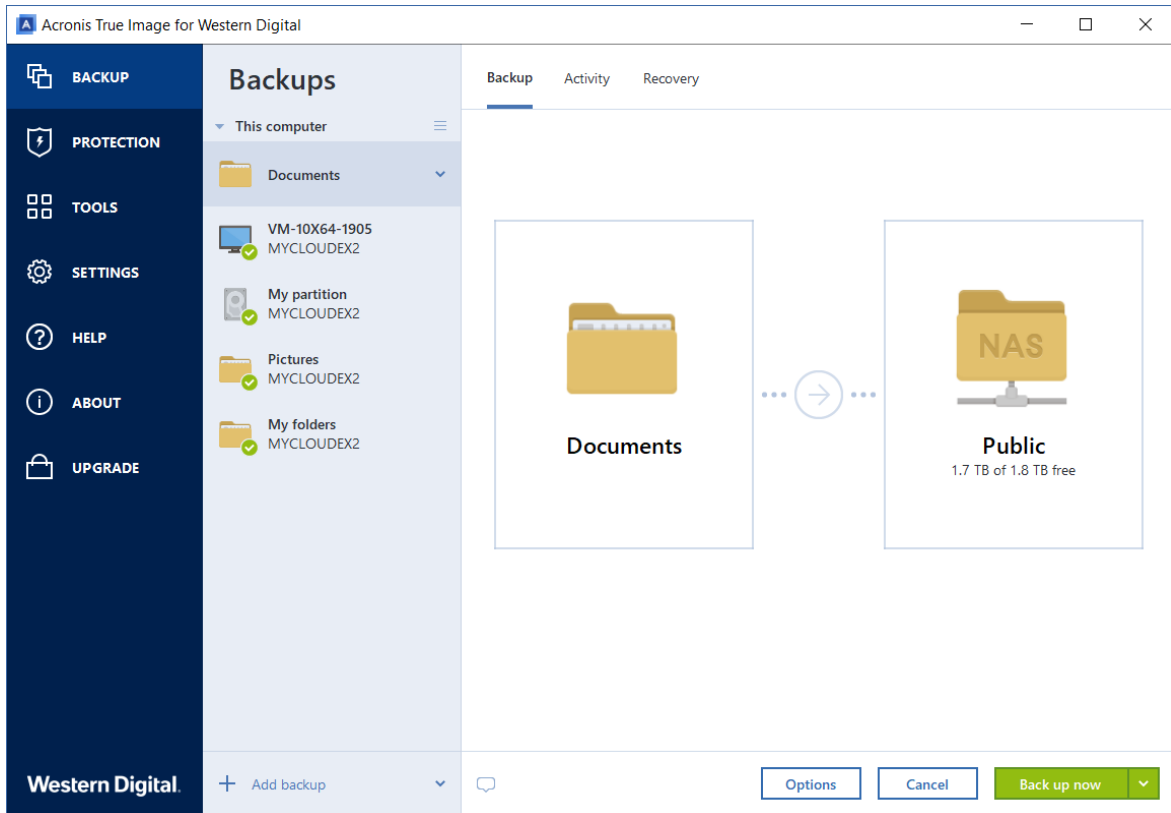 Acronis True Image for Western Digital
BACKUP
PROTECTION
TOOLS
SETTINGS
HELP
ABOUT
UPGRADE
Western Digital.
Backups
This computer
Documents
VM-10X64-1905
MYCLOUDEX2
My partition
MYCLOUDEX2
Pictures
MYCLOUDEX2
My folders
MYCLOUDEX2
Add backup
Backup Activity Recovery
Documents
NAS
Public
1.7 TB of 1.8 TB free
Options Cancel Back up now